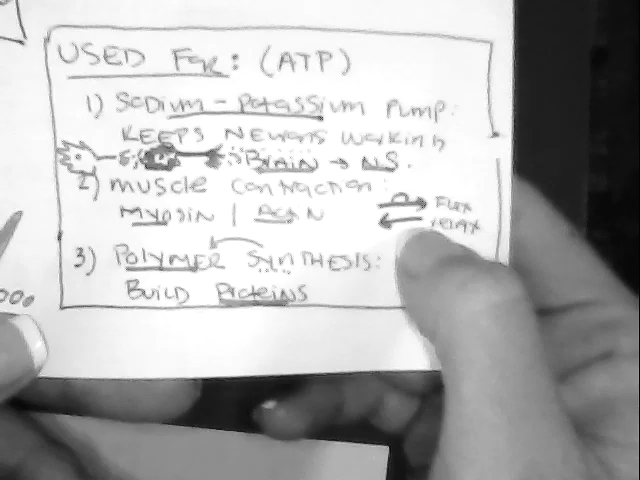 USED FOR: (ATP)
1) Sodium - Potassium Pump:
KEEPS NEURONS WORKING
BRAIN → NS.
2) muscle contraction:
myosin | ACTIN
FLEX
relax
3) Polymer Synthesis:
Build Proteins